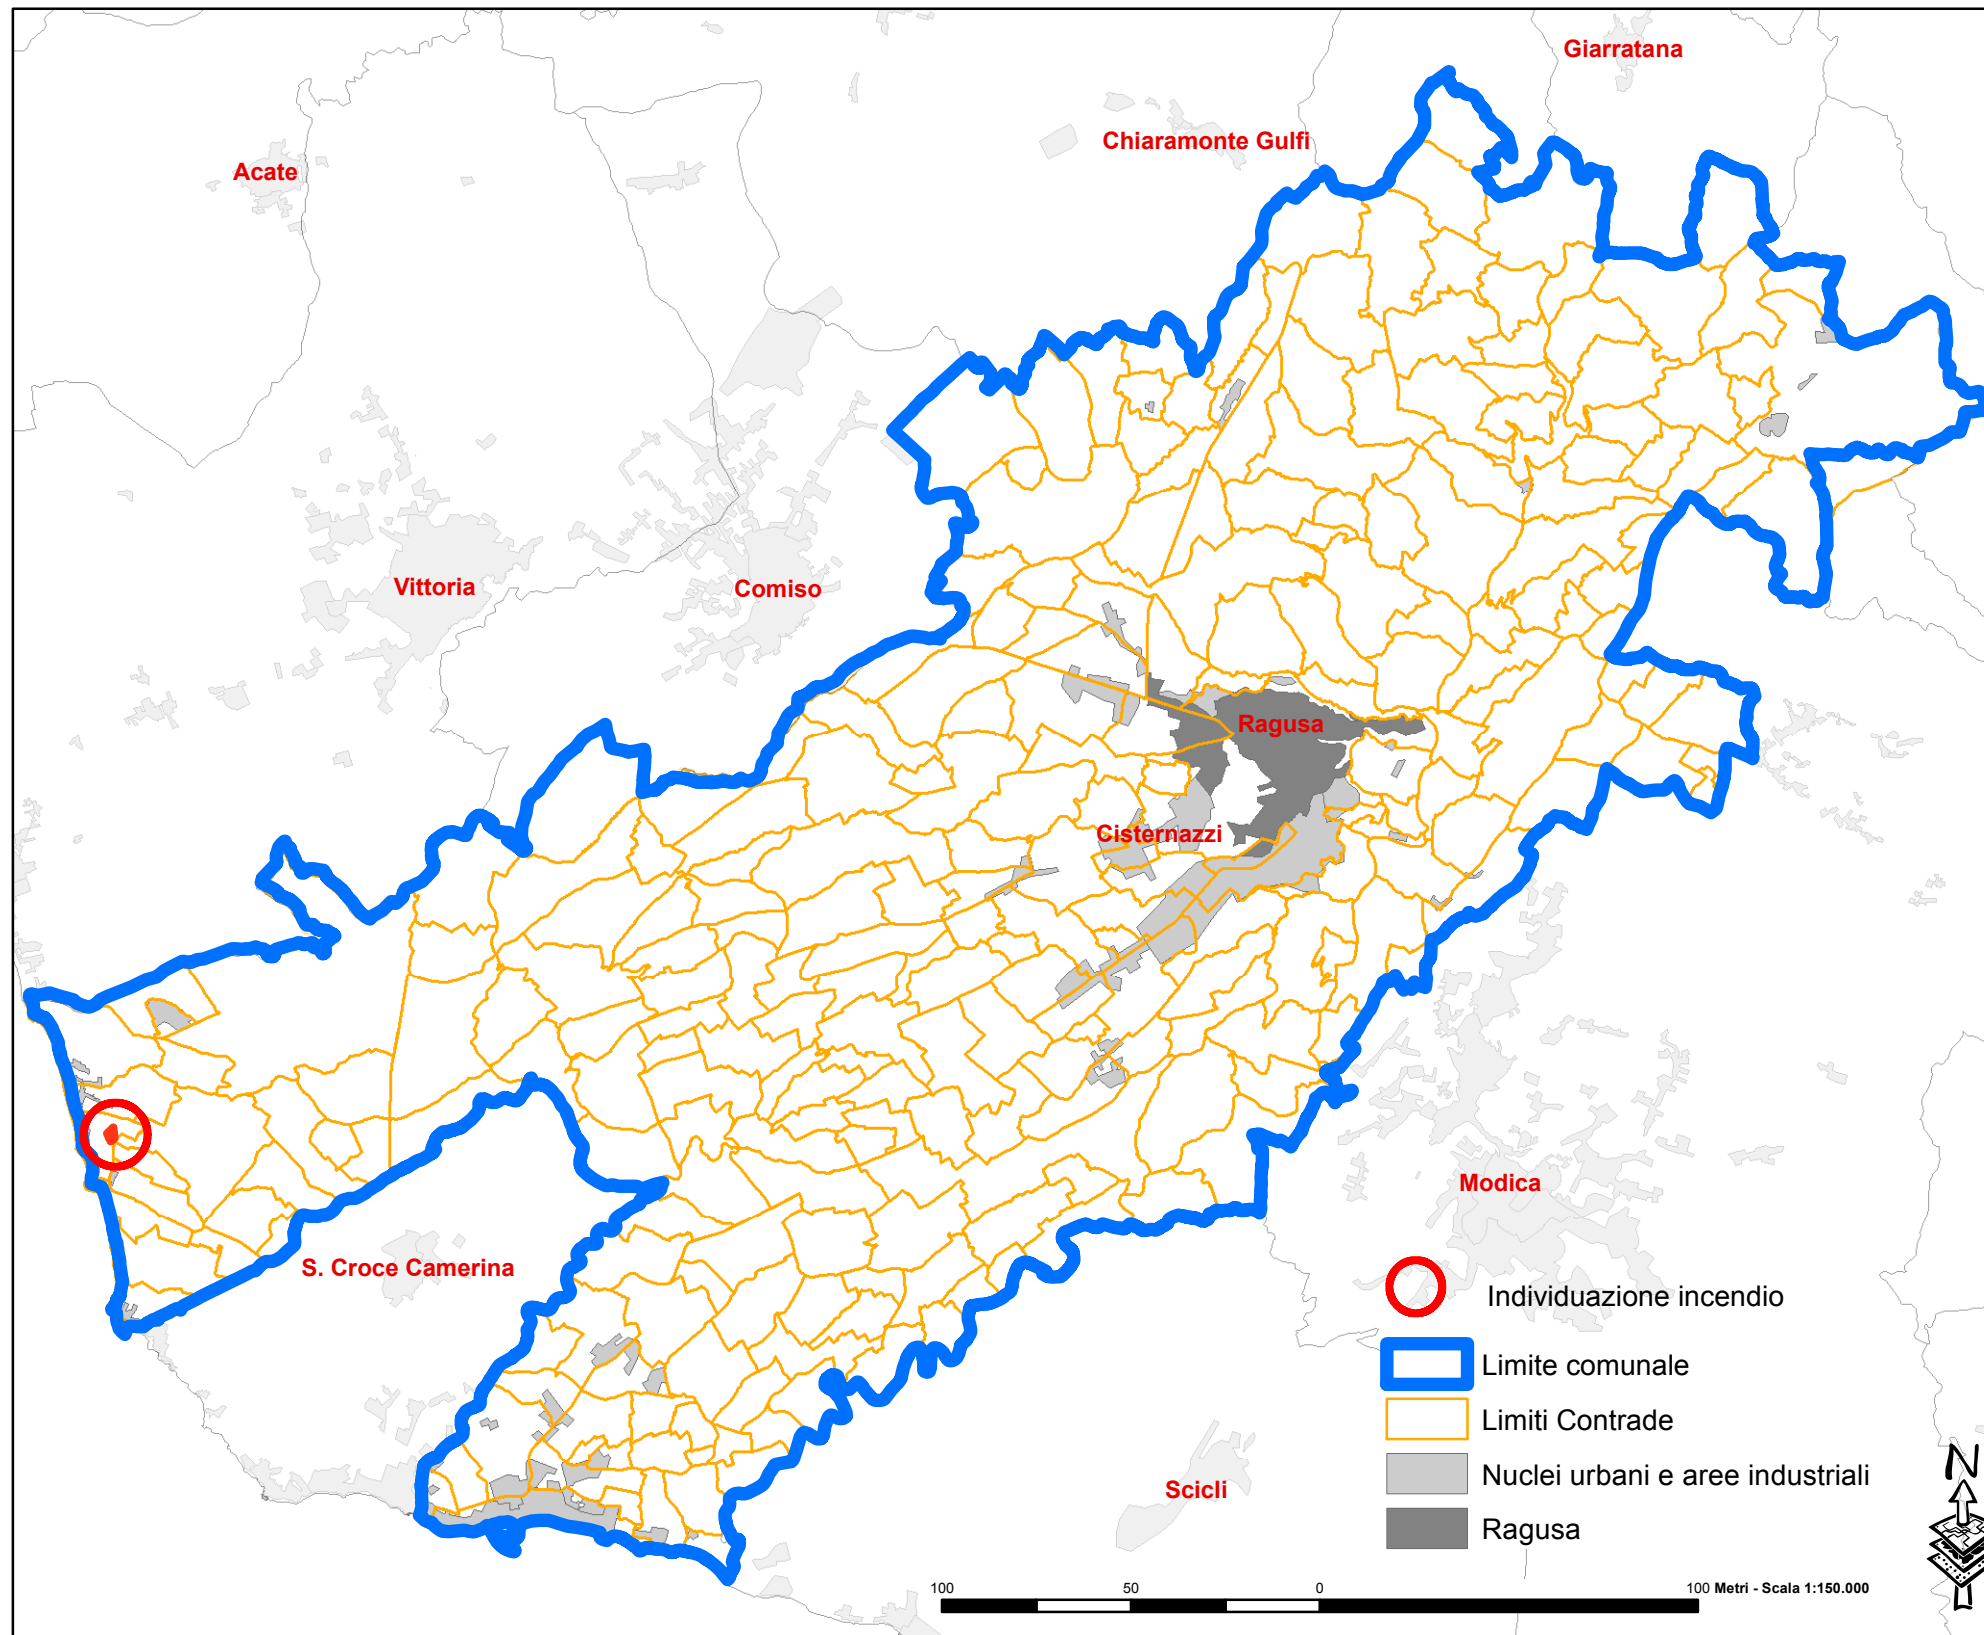 Giarratana
Chiaramonte Gulfi
Acate
Vittoria
Comiso
Ragusa
Cisternazzi
Modica
S. Croce Camerina
Individuazione incendio
Limite comunale
Limiti Contrade
Nuclei urbani e aree industriali
Scicli
Ragusa
N
100 50 0 100 Metri - Scala 1:150.000